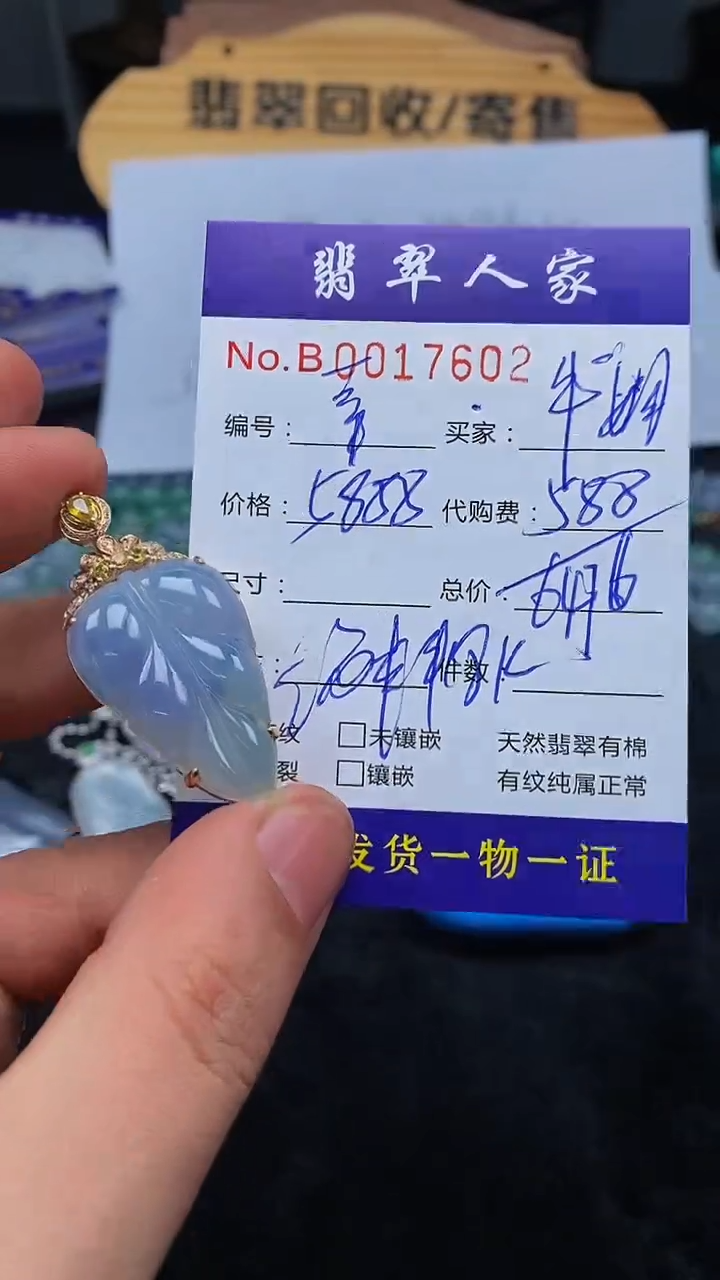 翡翠回收/寄售
翡翠人家
No.B0017602
编号： 买家：
价格：5888 代购费：588
尺寸： 总价：
： 件数：
纹 未镶嵌 天然翡翠有棉
裂 镶嵌 有纹纯属正常
发货一物一证